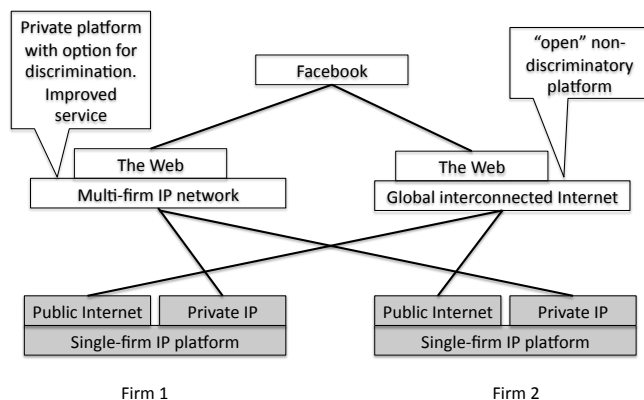 Private platform
with option for
discrimination.
Improved
service
“open” non-
discriminatory
platform
Facebook
The Web
The Web
Multi-firm IP network
Global interconnected Internet
Public Internet
Private IP
Public Internet
Private IP
Single-firm IP platform
Single-firm IP platform
Firm 1
Firm 2